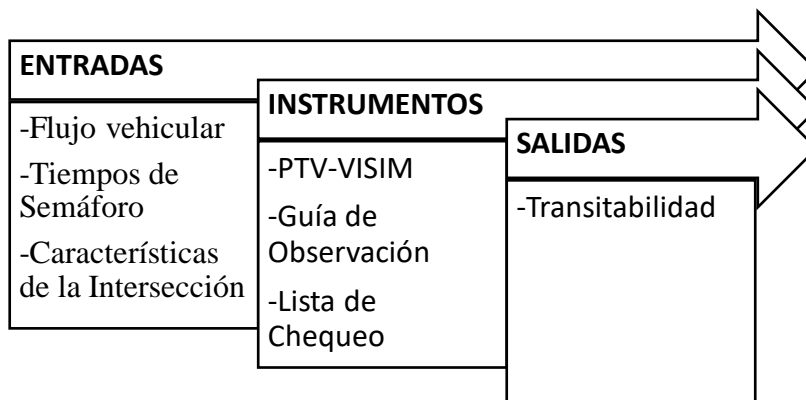 ENTRADAS
-Flujo vehicular
-Tiempos de
Semáforo
-Características
de la Intersección
INSTRUMENTOS
-PTV-VISIM
-Guía de
Observación
-Lista de
Chequeo
SALIDAS
-Transitabilidad